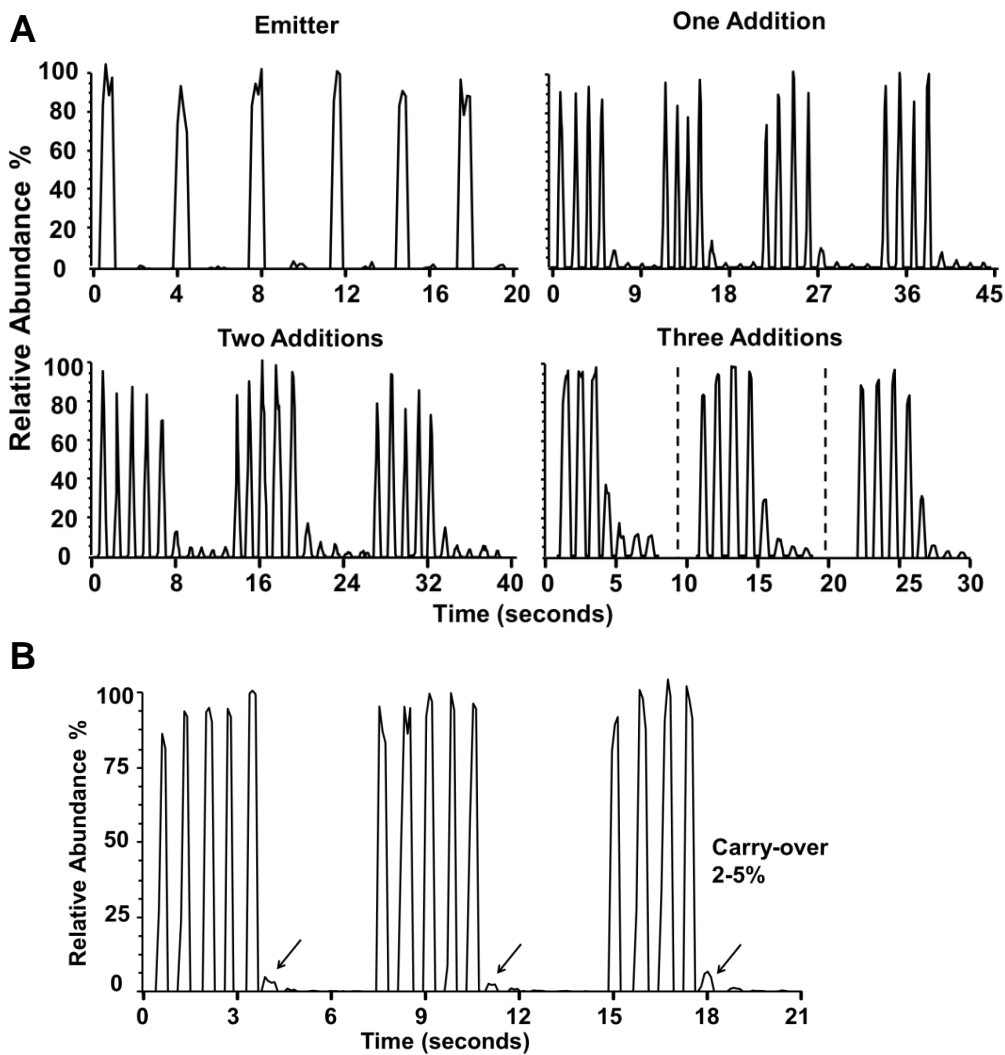 A
Emitter
One Addition
Relative Abundance %
100
80
60
40
20
0
0 4 8 12 16 20
0 9 18 27 36 45
Two Additions
Three Additions
100
80
60
40
20
0
0 8 16 24 32 40
0 5 10 15 20 25 30
Time (seconds)
B
Relative Abundance %
100
75
50
25
0
Carry-over
2-5%
0 3 6 9 12 15 18 21
Time (seconds)